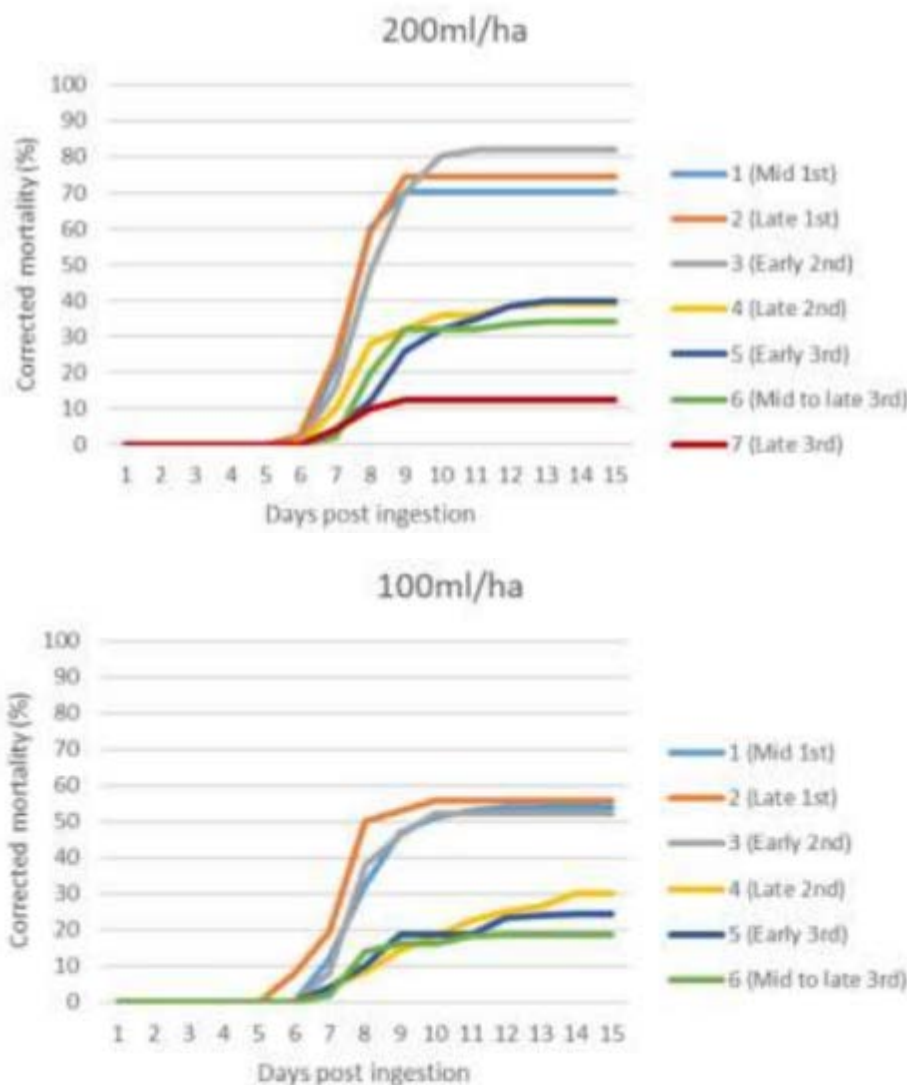 200ml/ha
Corrected mortality (%)
100
90
80
70
60
50
40
30
20
10
0
1 2 3 4 5 6 7 8 9 10 11 12 13 14 15
Days post ingestion
1 (Mid 1st)
2 (Late 1st)
3 (Early 2nd)
4 (Late 2nd)
5 (Early 3rd)
6 (Mid to late 3rd)
7 (Late 3rd)
100ml/ha
Corrected mortality (%)
100
90
80
70
60
50
40
30
20
10
0
1 2 3 4 5 6 7 8 9 10 11 12 13 14 15
Days post ingestion
1 (Mid 1st)
2 (Late 1st)
3 (Early 2nd)
4 (Late 2nd)
5 (Early 3rd)
6 (Mid to late 3rd)